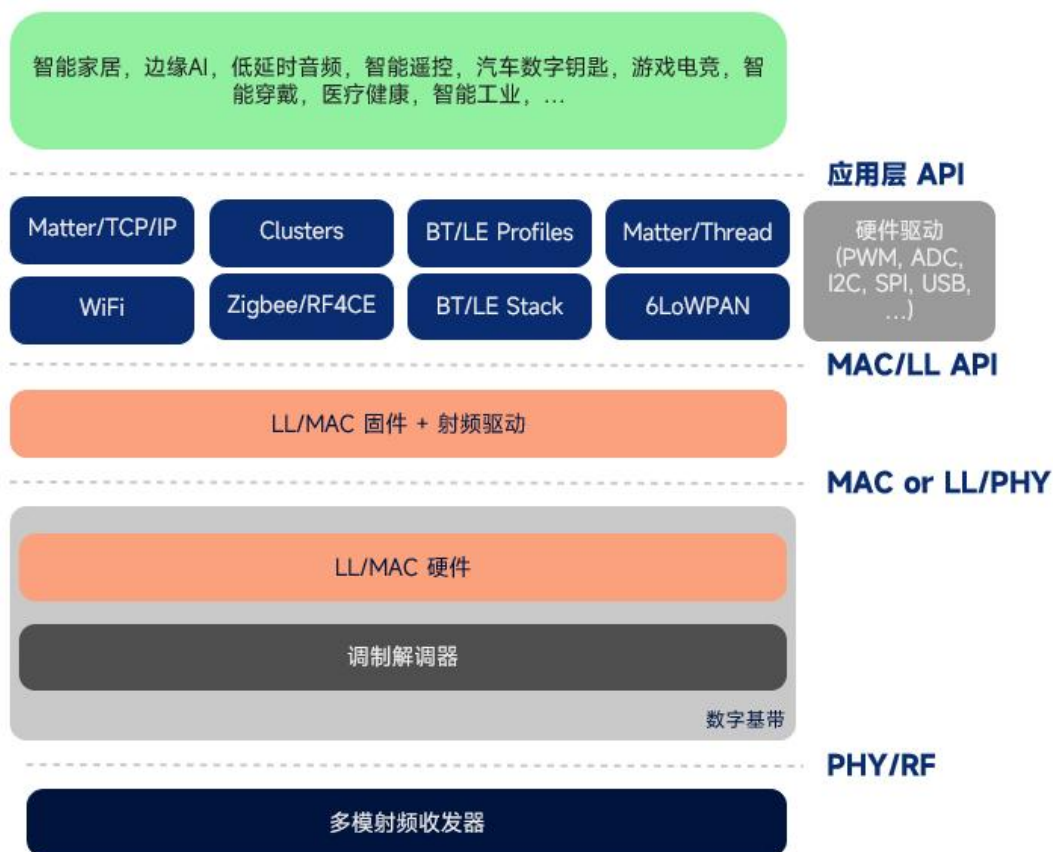 智能家居，边缘AI，低延时音频，智能遥控，汽车数字钥匙，游戏电竞，智
能穿戴，医疗健康，智能工业，…
应用层 API
Matter/TCP/IP
Clusters
BT/LE Profiles
Matter/Thread
硬件驱动
(PWM, ADC,
I2C, SPI, USB,
…)
WiFi
Zigbee/RF4CE
BT/LE Stack
6LoWPAN
MAC/LL API
LL/MAC 固件 + 射频驱动
MAC or LL/PHY
LL/MAC 硬件
调制解调器
数字基带
PHY/RF
多模射频收发器